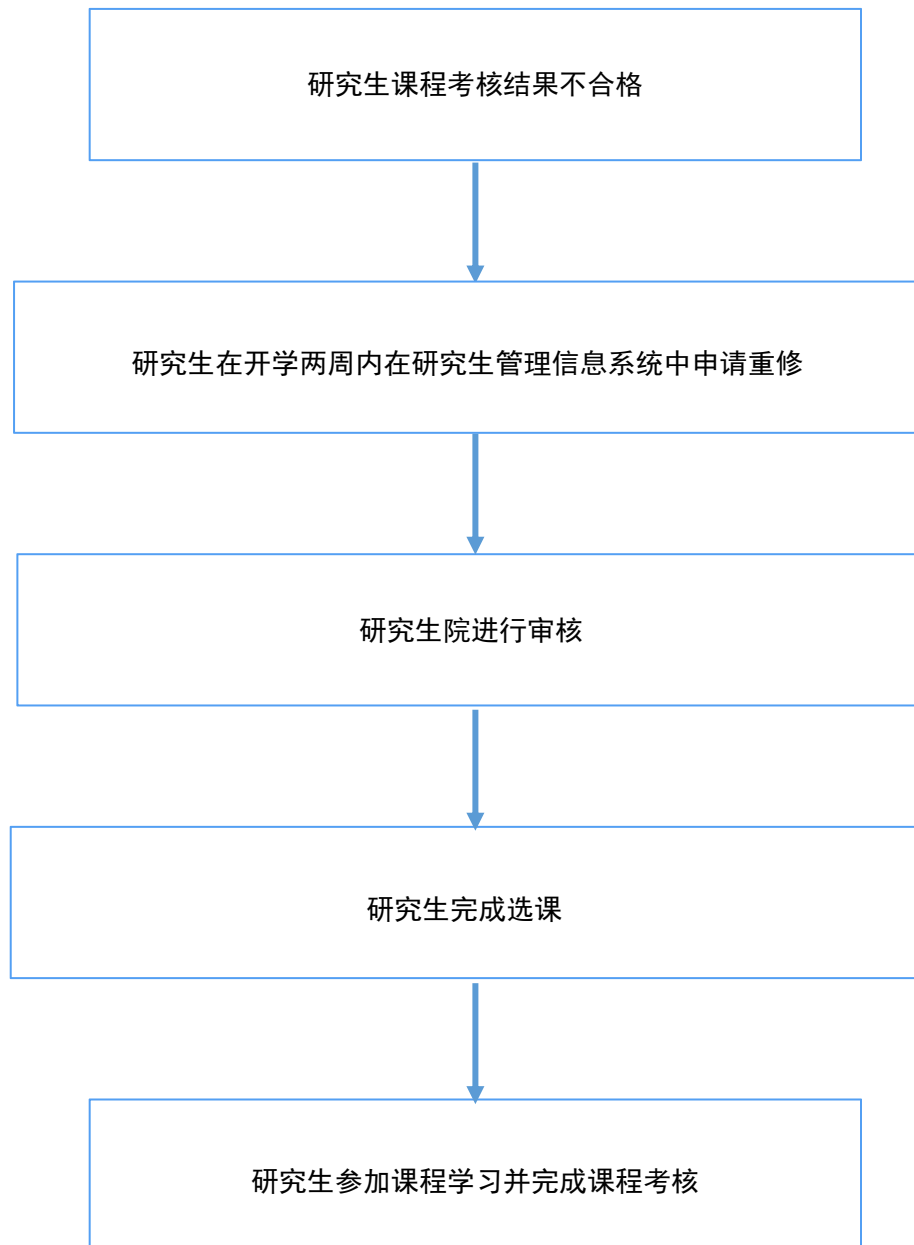 研究生课程考核结果不合格
研究生在开学两周内在研究生管理信息系统中申请重修
研究生院进行审核
研究生完成选课
研究生参加课程学习并完成课程考核